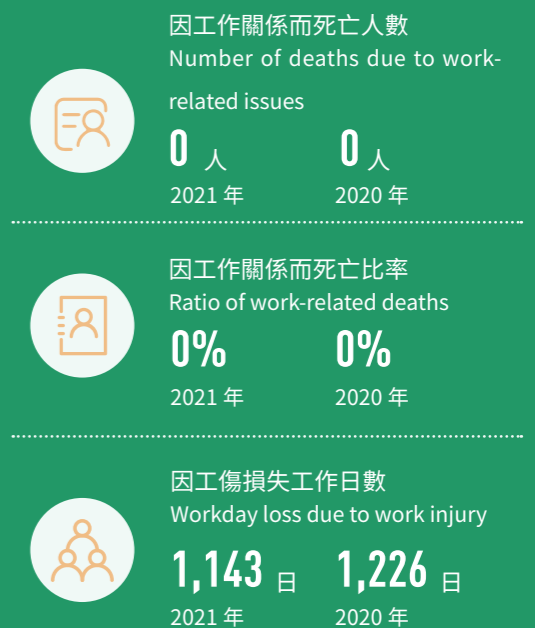 因工作關係而死亡人數
Number of deaths due to work-
related issues
0 人 0 人
2021 年 2020 年
因工作關係而死亡比率
Ratio of work-related deaths
0% 0%
2021 年 2020 年
因工傷損失工作日數
Workday loss due to work injury
1,143 日 1,226 日
2021 年 2020 年